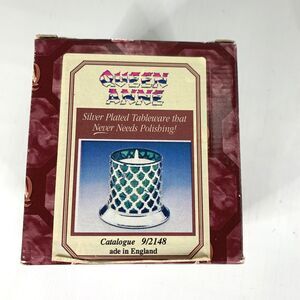 QUEEN
ANNE
Silver Plated Tableware that
Never Needs Polishing!
Catalogue 9/2148
ade in England